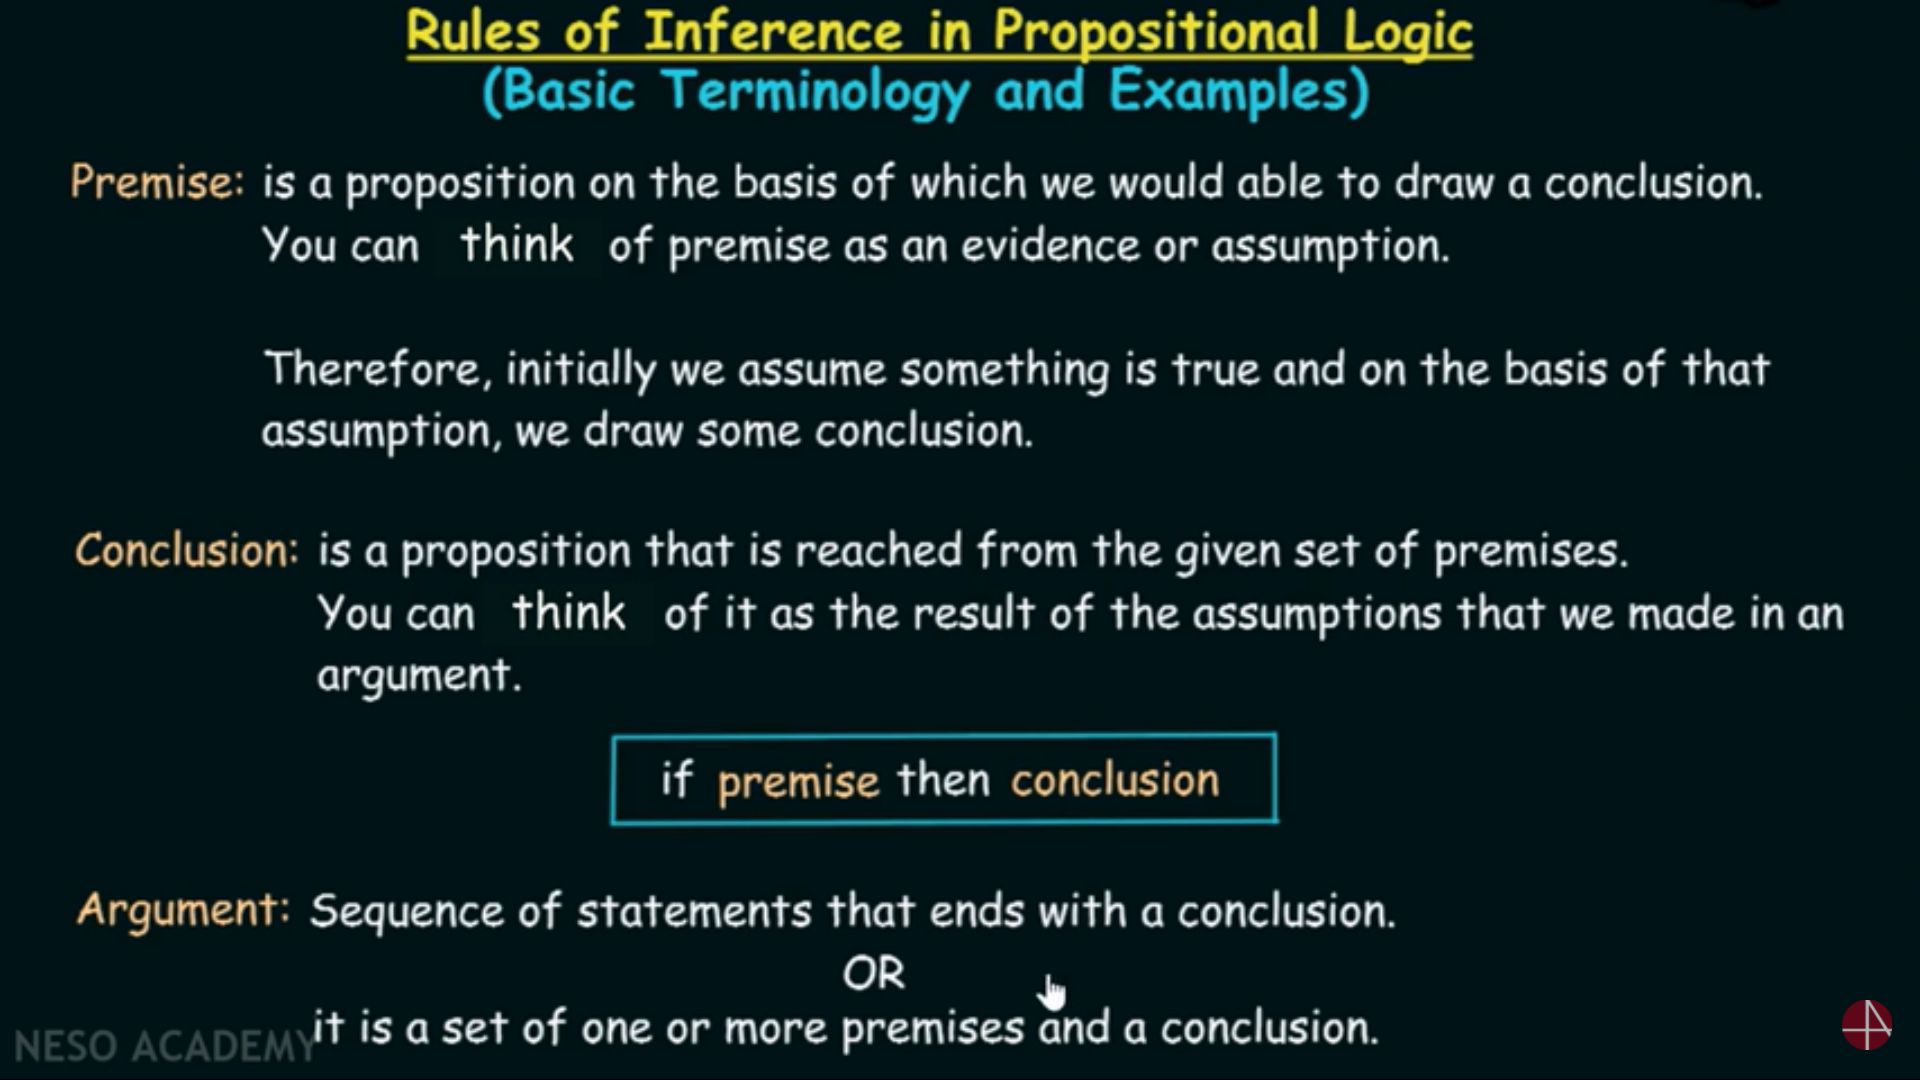 Rules of Inference in Propositional Logic
(Basic Terminology and Examples)
Premise: is a proposition on the basis of which we would able to draw a conclusion.
You can think of premise as an evidence or assumption.
Therefore, initially we assume something is true and on the basis of that
assumption, we draw some conclusion.
Conclusion: is a proposition that is reached from the given set of premises.
You can think of it as the result of the assumptions that we made in an
argument.
if premise then conclusion
Argument: Sequence of statements that ends with a conclusion.
OR
it is a set of one or more premises and a conclusion.
NESO ACADEMY